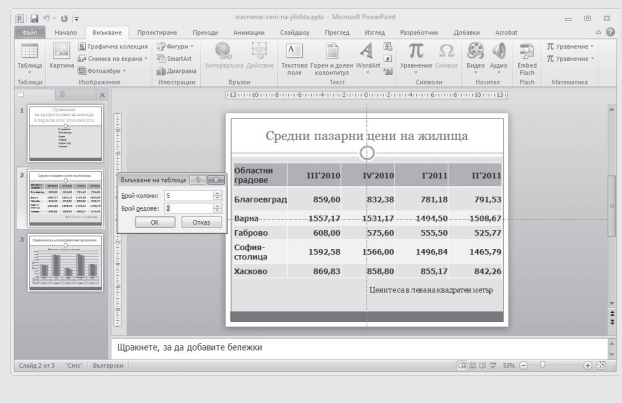 sravnenie-ceni-na-jilishta.pptx - Microsoft PowerPoint
Файл Начало Вмъкване Проектиране Преходи Анимации Слайдшоу Преглед Изглед Разработчик Добавки Acrobat
Таблица Картина Графична колекция Снимка на екрана Фотоалбум
Фигури SmartArt Диаграма
Хипервръзка Действие
Текстово поле Горен и долен колонтитул WordArt
Уравнение Символ Видео Аудио Embed Flash
Уравнение Уравнение
Таблици Изображения Илюстрации Връзки Текст Символи Носител Flash Математика
1
2
3
Вмъкване на таблица
Брой колони: 5
Брой редове: 2
OK Отказ
Средни пазарни цени на жилища
Областни градове III'2010 IV'2010 I'2011 II'2011
Благоевград 859,60 832,38 781,18 791,53
Варна 1557,17 1531,17 1494,50 1508,67
Габрово 608,00 575,60 555,50 525,77
София-столица 1592,58 1566,00 1496,84 1465,79
Хасково 869,83 858,80 855,17 842,26
Цените са в лева на квадратен метър
Щракнете, за да добавите бележки
Слайд 2 от 3 "Civic" Български 53%